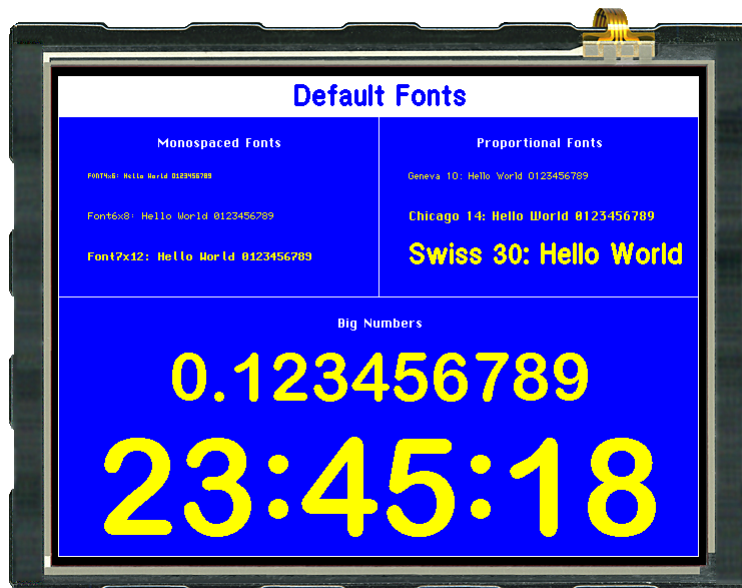 Default Fonts
Monospaced Fonts
FONT4x6: Hello World 0123456789
Font6x8: Hello World 0123456789
Font7x12: Hello World 0123456789
Proportional Fonts
Geneva 10: Hello World 0123456789
Chicago 14: Hello World 0123456789
Swiss 30: Hello World
Big Numbers
0.123456789
23:45:18